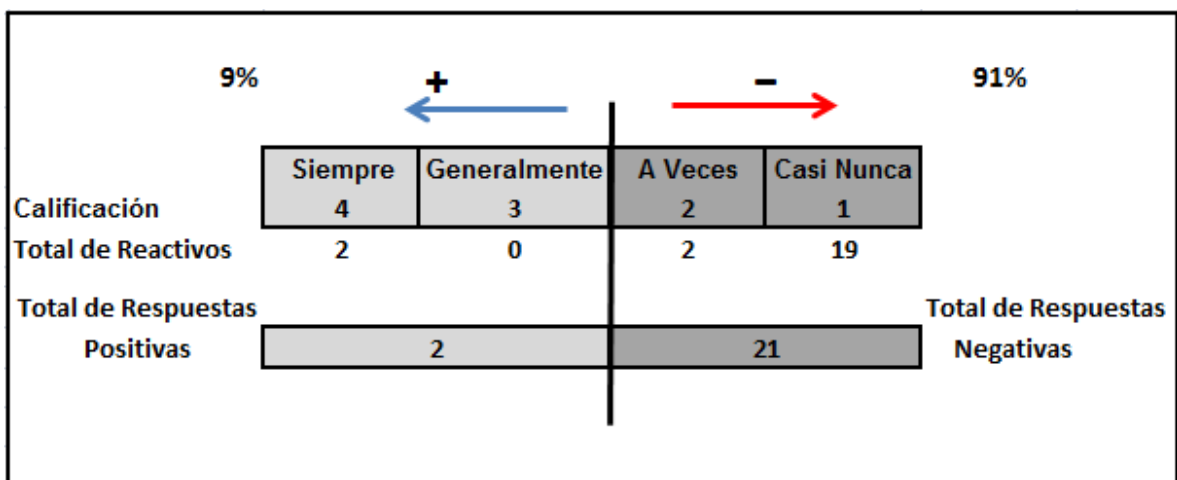 9% + − 91%
Siempre Generalmente A Veces Casi Nunca
Calificación 4 3 2 1
Total de Reactivos 2 0 2 19
Total de Respuestas Total de Respuestas
Positivas 2 21 Negativas